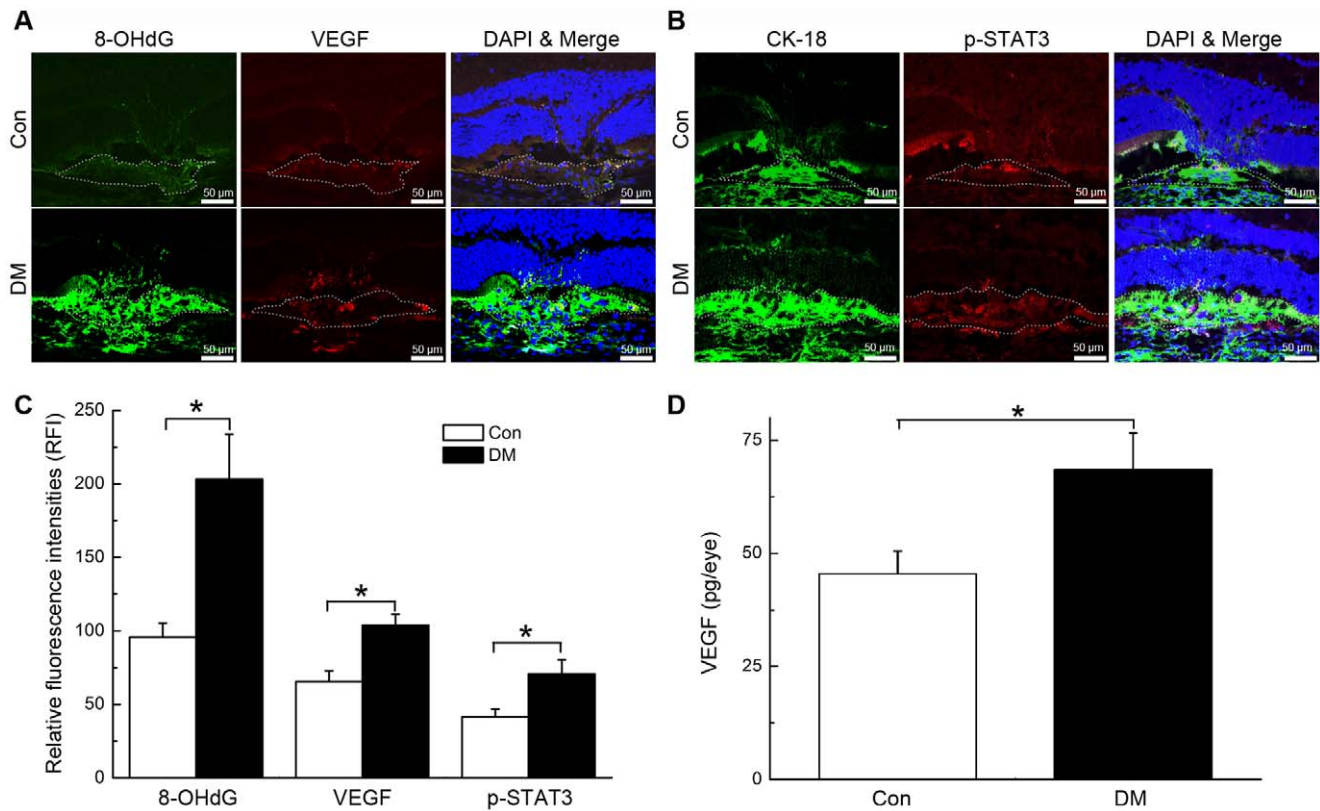 A
8-OHdG VEGF DAPI & Merge
Con
50 µm 50 µm 50 µm
DM
50 µm 50 µm 50 µm
B
CK-18 p-STAT3 DAPI & Merge
Con
50 µm 50 µm 50 µm
DM
50 µm 50 µm 50 µm
C
Relative fluorescence intensities (RFI)
250
200
150
100
50
0
* * *
Con
DM
8-OHdG VEGF p-STAT3
D
VEGF (pg/eye)
75
50
25
0
*
Con DM